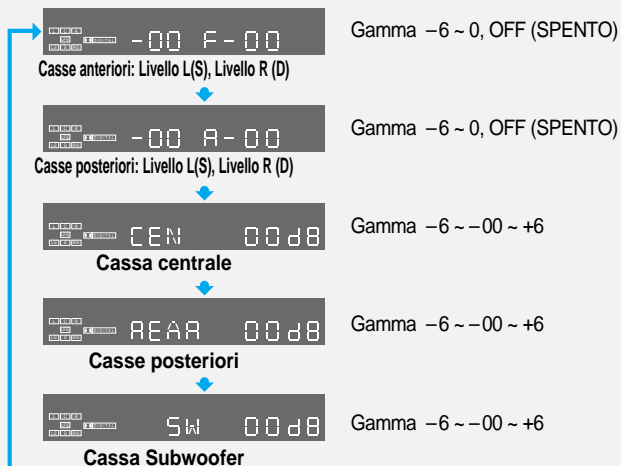 -00 F-00
Gamma –6 ~ 0, OFF (SPENTO)
Casse anteriori: Livello L(S), Livello R (D)
-00 R-00
Gamma –6 ~ 0, OFF (SPENTO)
Casse posteriori: Livello L(S), Livello R (D)
CEN 00dB
Gamma –6 ~ –00 ~ +6
Cassa centrale
REAR 00dB
Gamma –6 ~ –00 ~ +6
Casse posteriori
SW 00dB
Gamma –6 ~ –00 ~ +6
Cassa Subwoofer